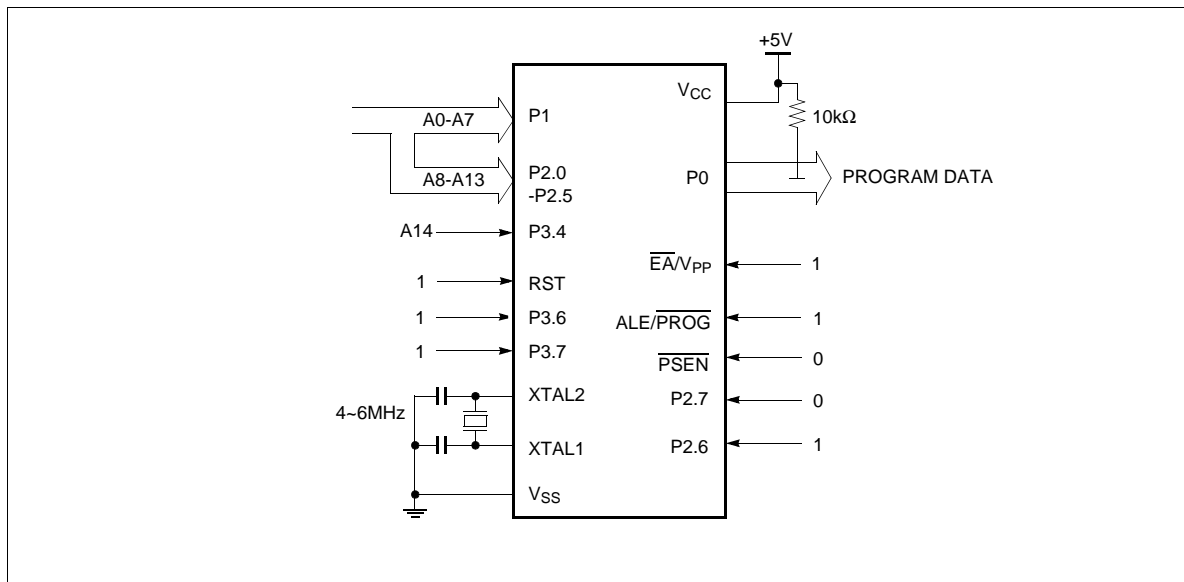 +5V
VCC
10kΩ
A0-A7
P1
A8-A13
P2.0
-P2.5
P0
PROGRAM DATA
A14
P3.4
EA/VPP
1
1
RST
1
P3.6
ALE/PROG
1
1
P3.7
PSEN
0
4~6MHz
XTAL2
P2.7
0
XTAL1
P2.6
1
VSS